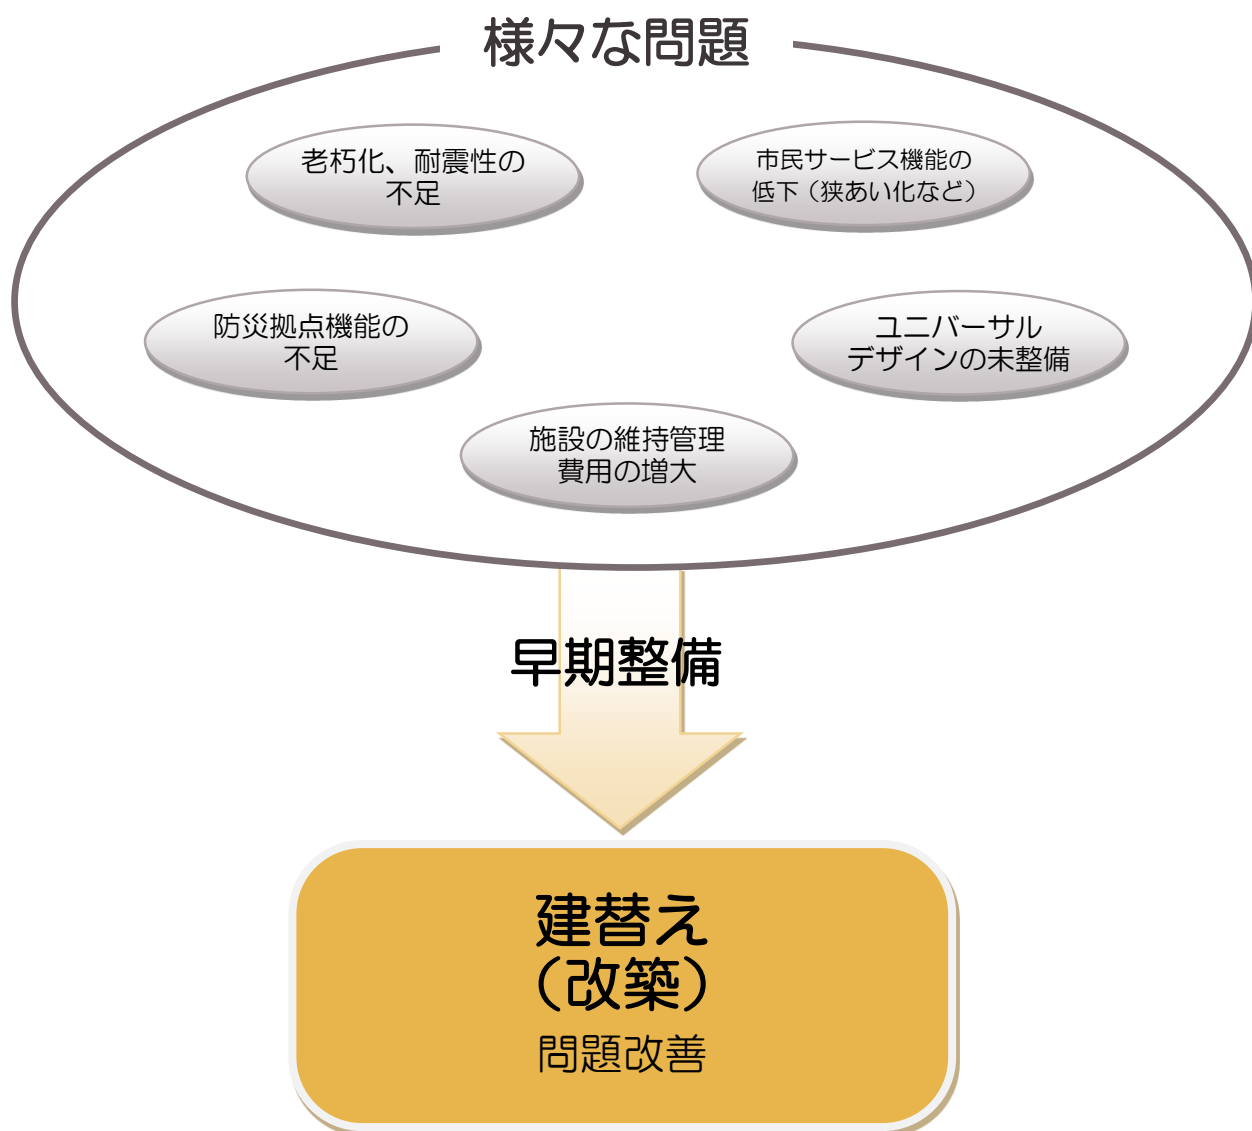 様々な問題
老朽化、耐震性の
不足
市民サービス機能の
低下（狭あい化など）
防災拠点機能の
不足
ユニバーサル
デザインの未整備
施設の維持管理
費用の増大
早期整備
建替え
（改築）
問題改善